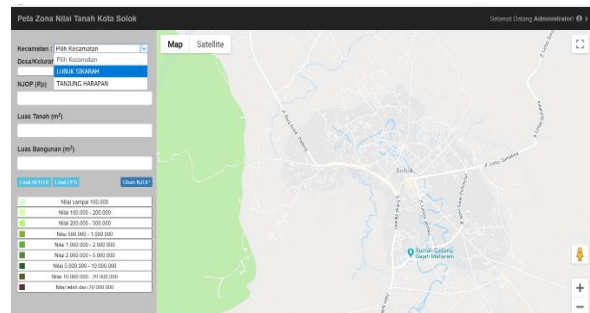 Peta Zona Nilai Tanah Kota Solok
Selamat Datang Administrator!
Kecamatan : Pilih Kecamatan
Pilih Kecamatan
LUBUK SIKARAH
TANJUNG HARAPAN
Desa/Kelurah
NJOP (Rp)
Luas Tanah (m²)
Luas Bangunan (m²)
Ubah NJOP
Nilai sampai 100.000
Nilai 100.000 - 200.000
Nilai 200.000 - 500.000
Nilai 500.000 - 1.000.000
Nilai 1.000.000 - 2.000.000
Nilai 2.000.000 - 5.000.000
Nilai 5.000.000 - 10.000.000
Nilai 10.000.000 - 20.000.000
Nilai lebih dari 20.000.000
Map
Satellite
Solok
Rumah Gadang
Gajah Maharam